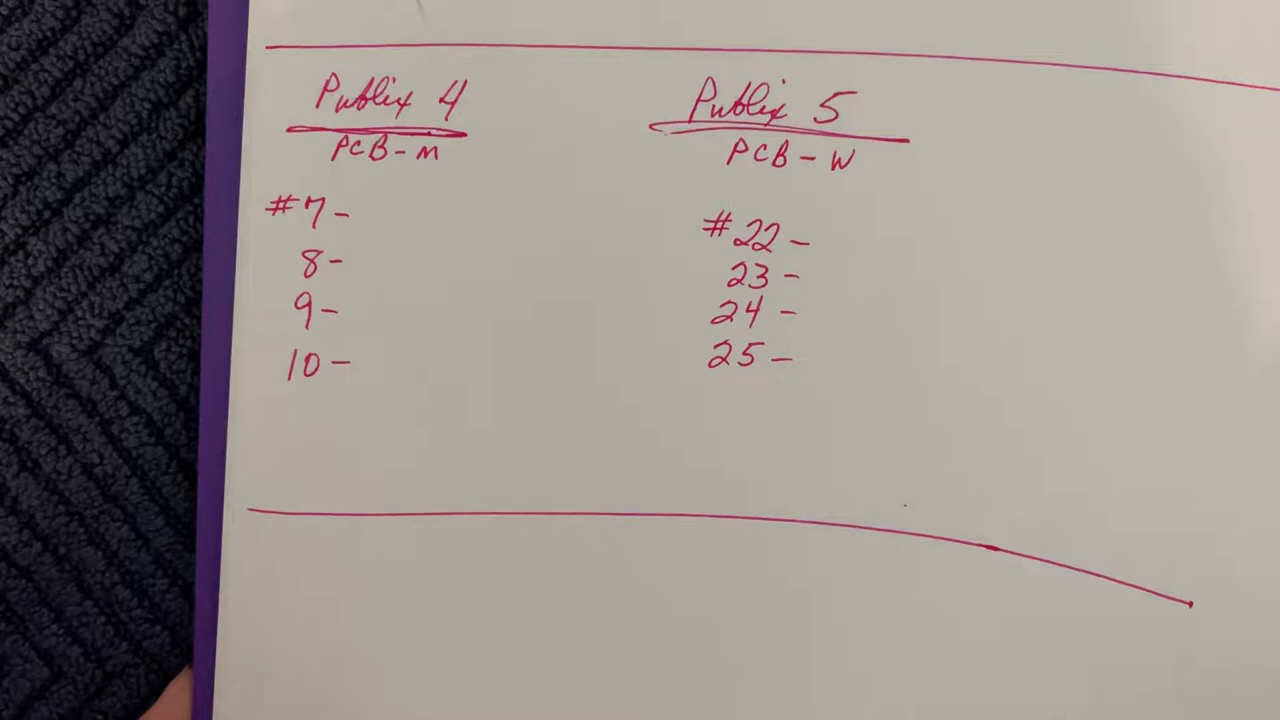 Publix 4
PCB-M
#7-
8-
9-
10-
Publix 5
PCB-W
#22-
23-
24-
25-